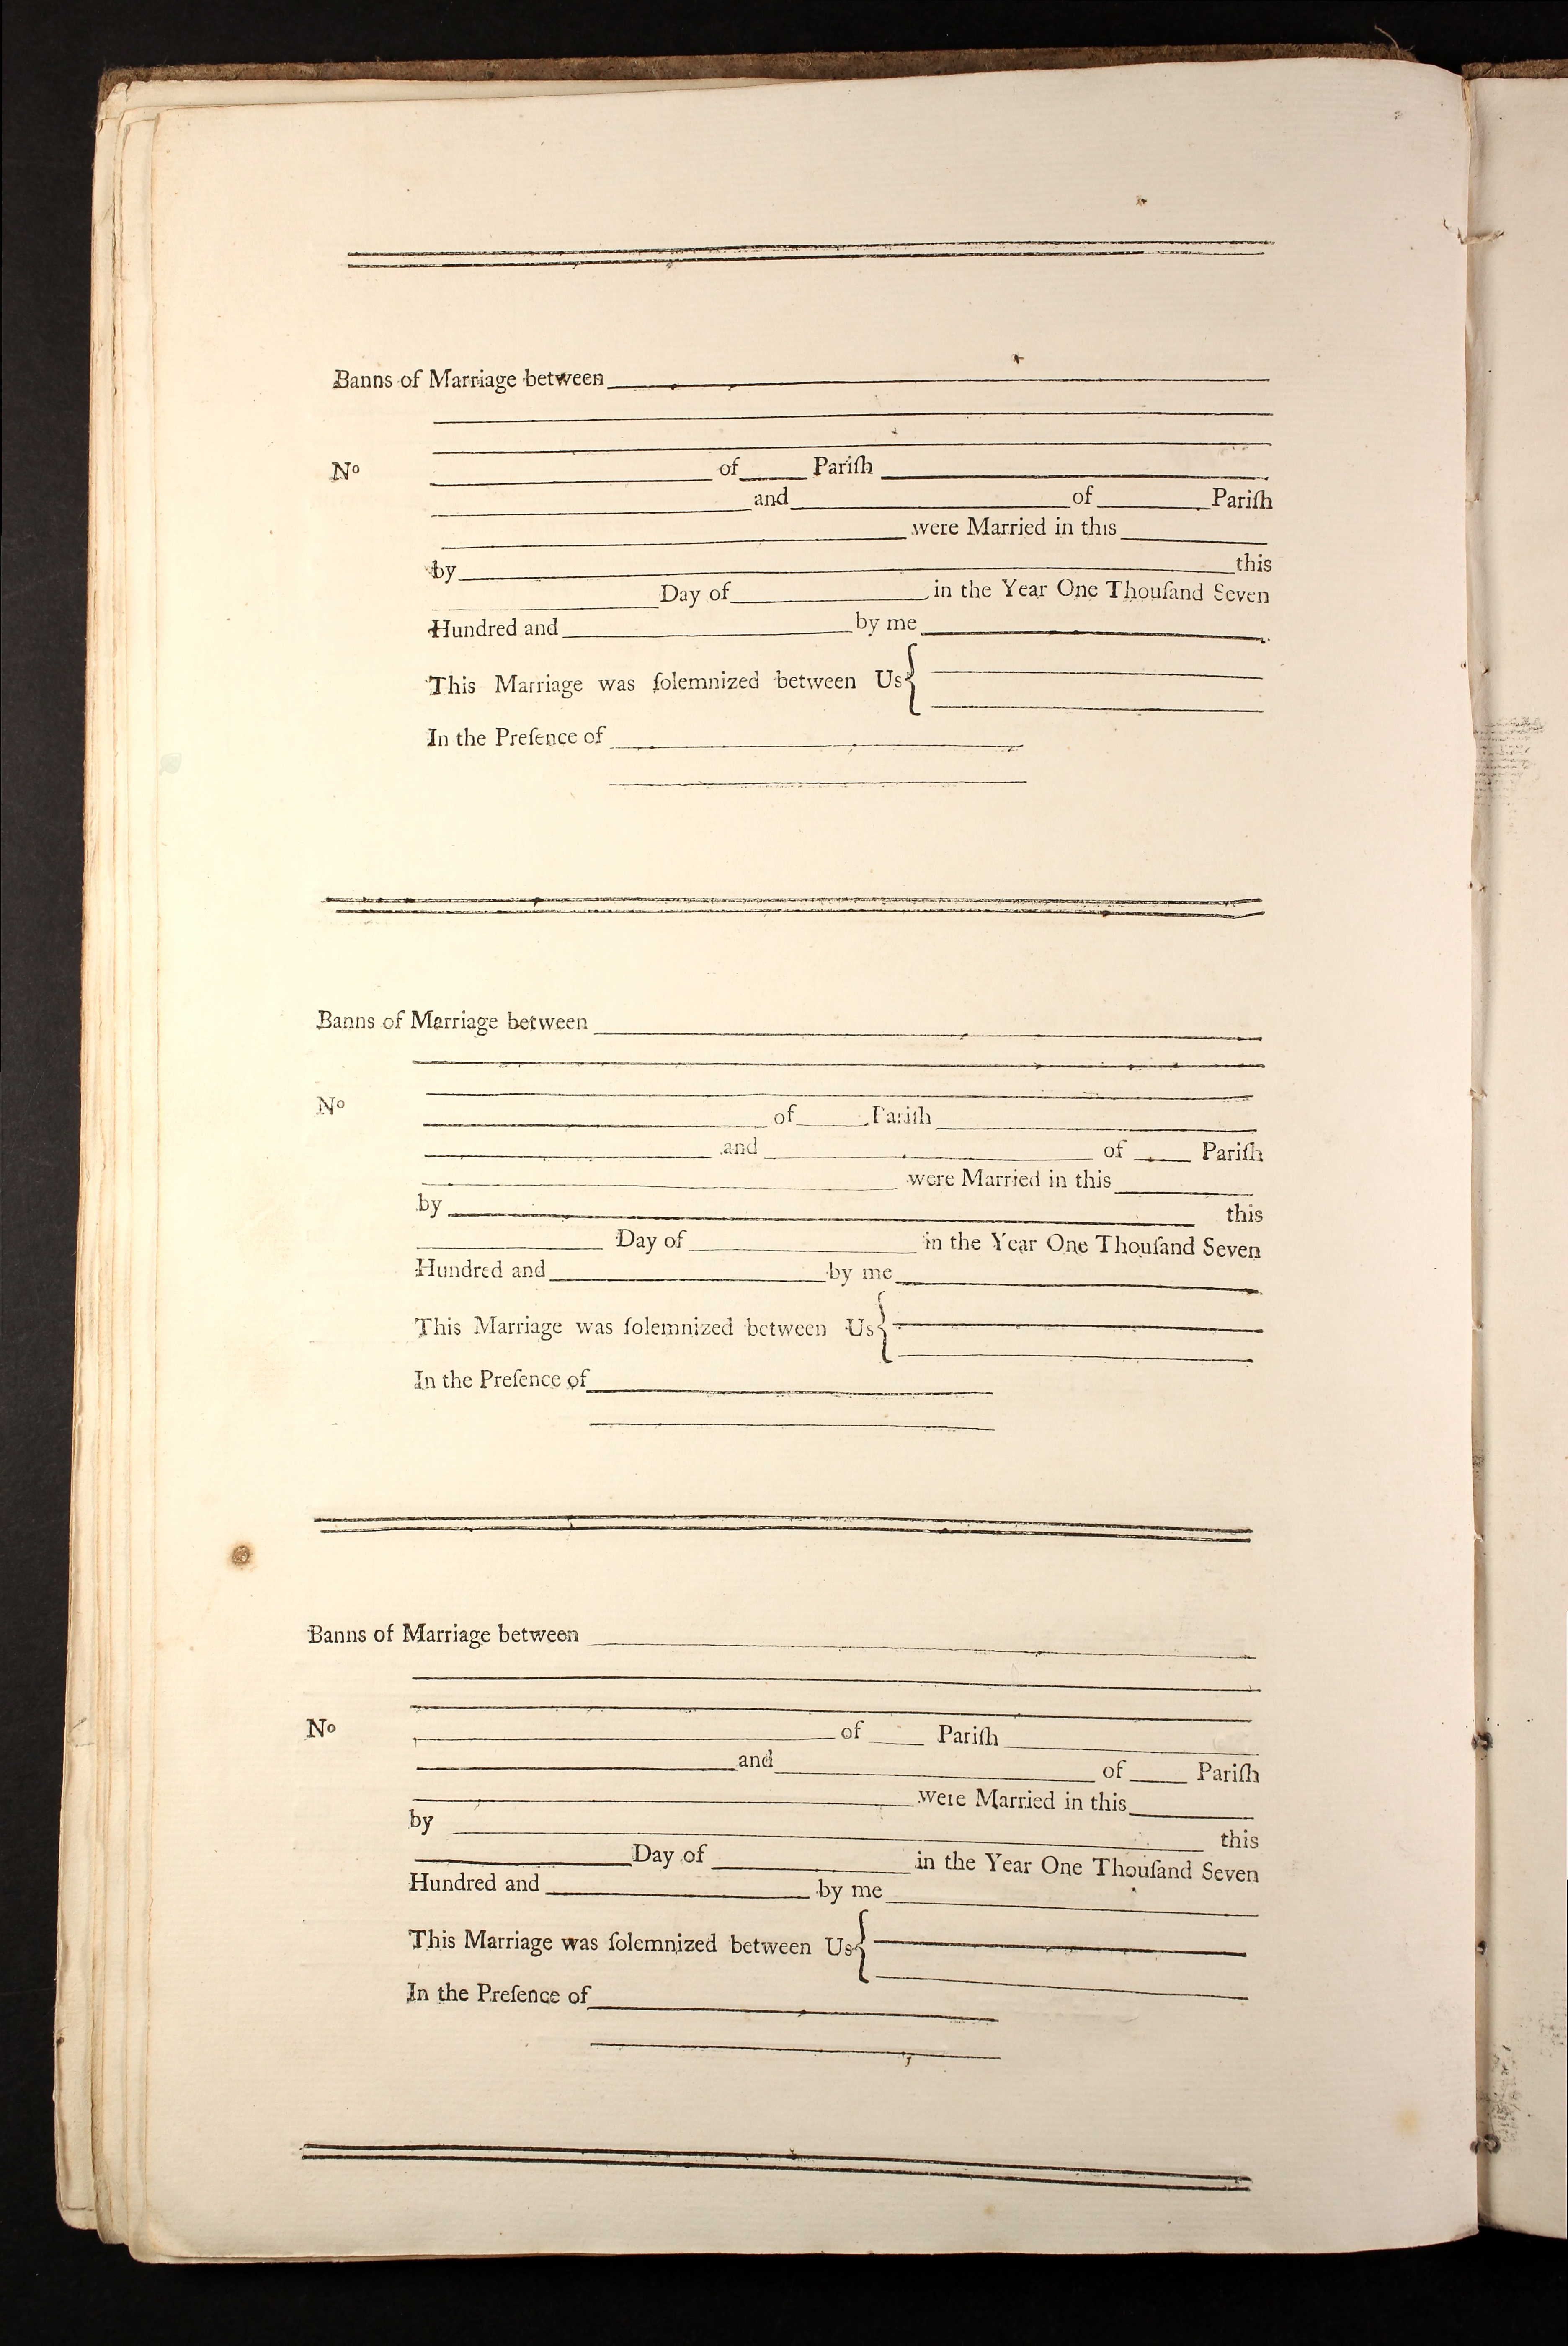 Banns of Marriage between
Nº of Pariſh
and of Pariſh
were Married in this
by this
Day of in the Year One Thouſand Seven
Hundred and by me
This Marriage was ſolemnized between Us
In the Preſence of
Banns of Marriage between
Nº of Pariſh
and of Pariſh
were Married in this
by this
Day of in the Year One Thouſand Seven
Hundred and by me
This Marriage was ſolemnized between Us
In the Preſence of
Banns of Marriage between
Nº of Pariſh
and of Pariſh
were Married in this
by this
Day of in the Year One Thouſand Seven
Hundred and by me
This Marriage was ſolemnized between Us
In the Preſence of